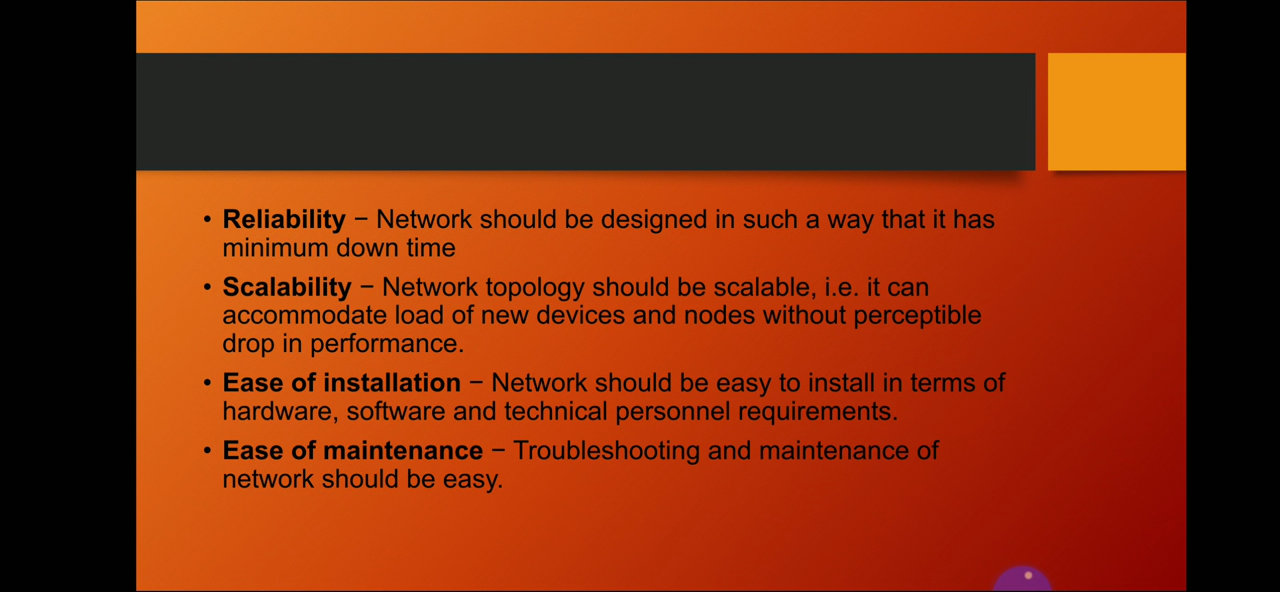 • Reliability − Network should be designed in such a way that it has
minimum down time
• Scalability − Network topology should be scalable, i.e. it can
accommodate load of new devices and nodes without perceptible
drop in performance.
• Ease of installation − Network should be easy to install in terms of
hardware, software and technical personnel requirements.
• Ease of maintenance − Troubleshooting and maintenance of
network should be easy.